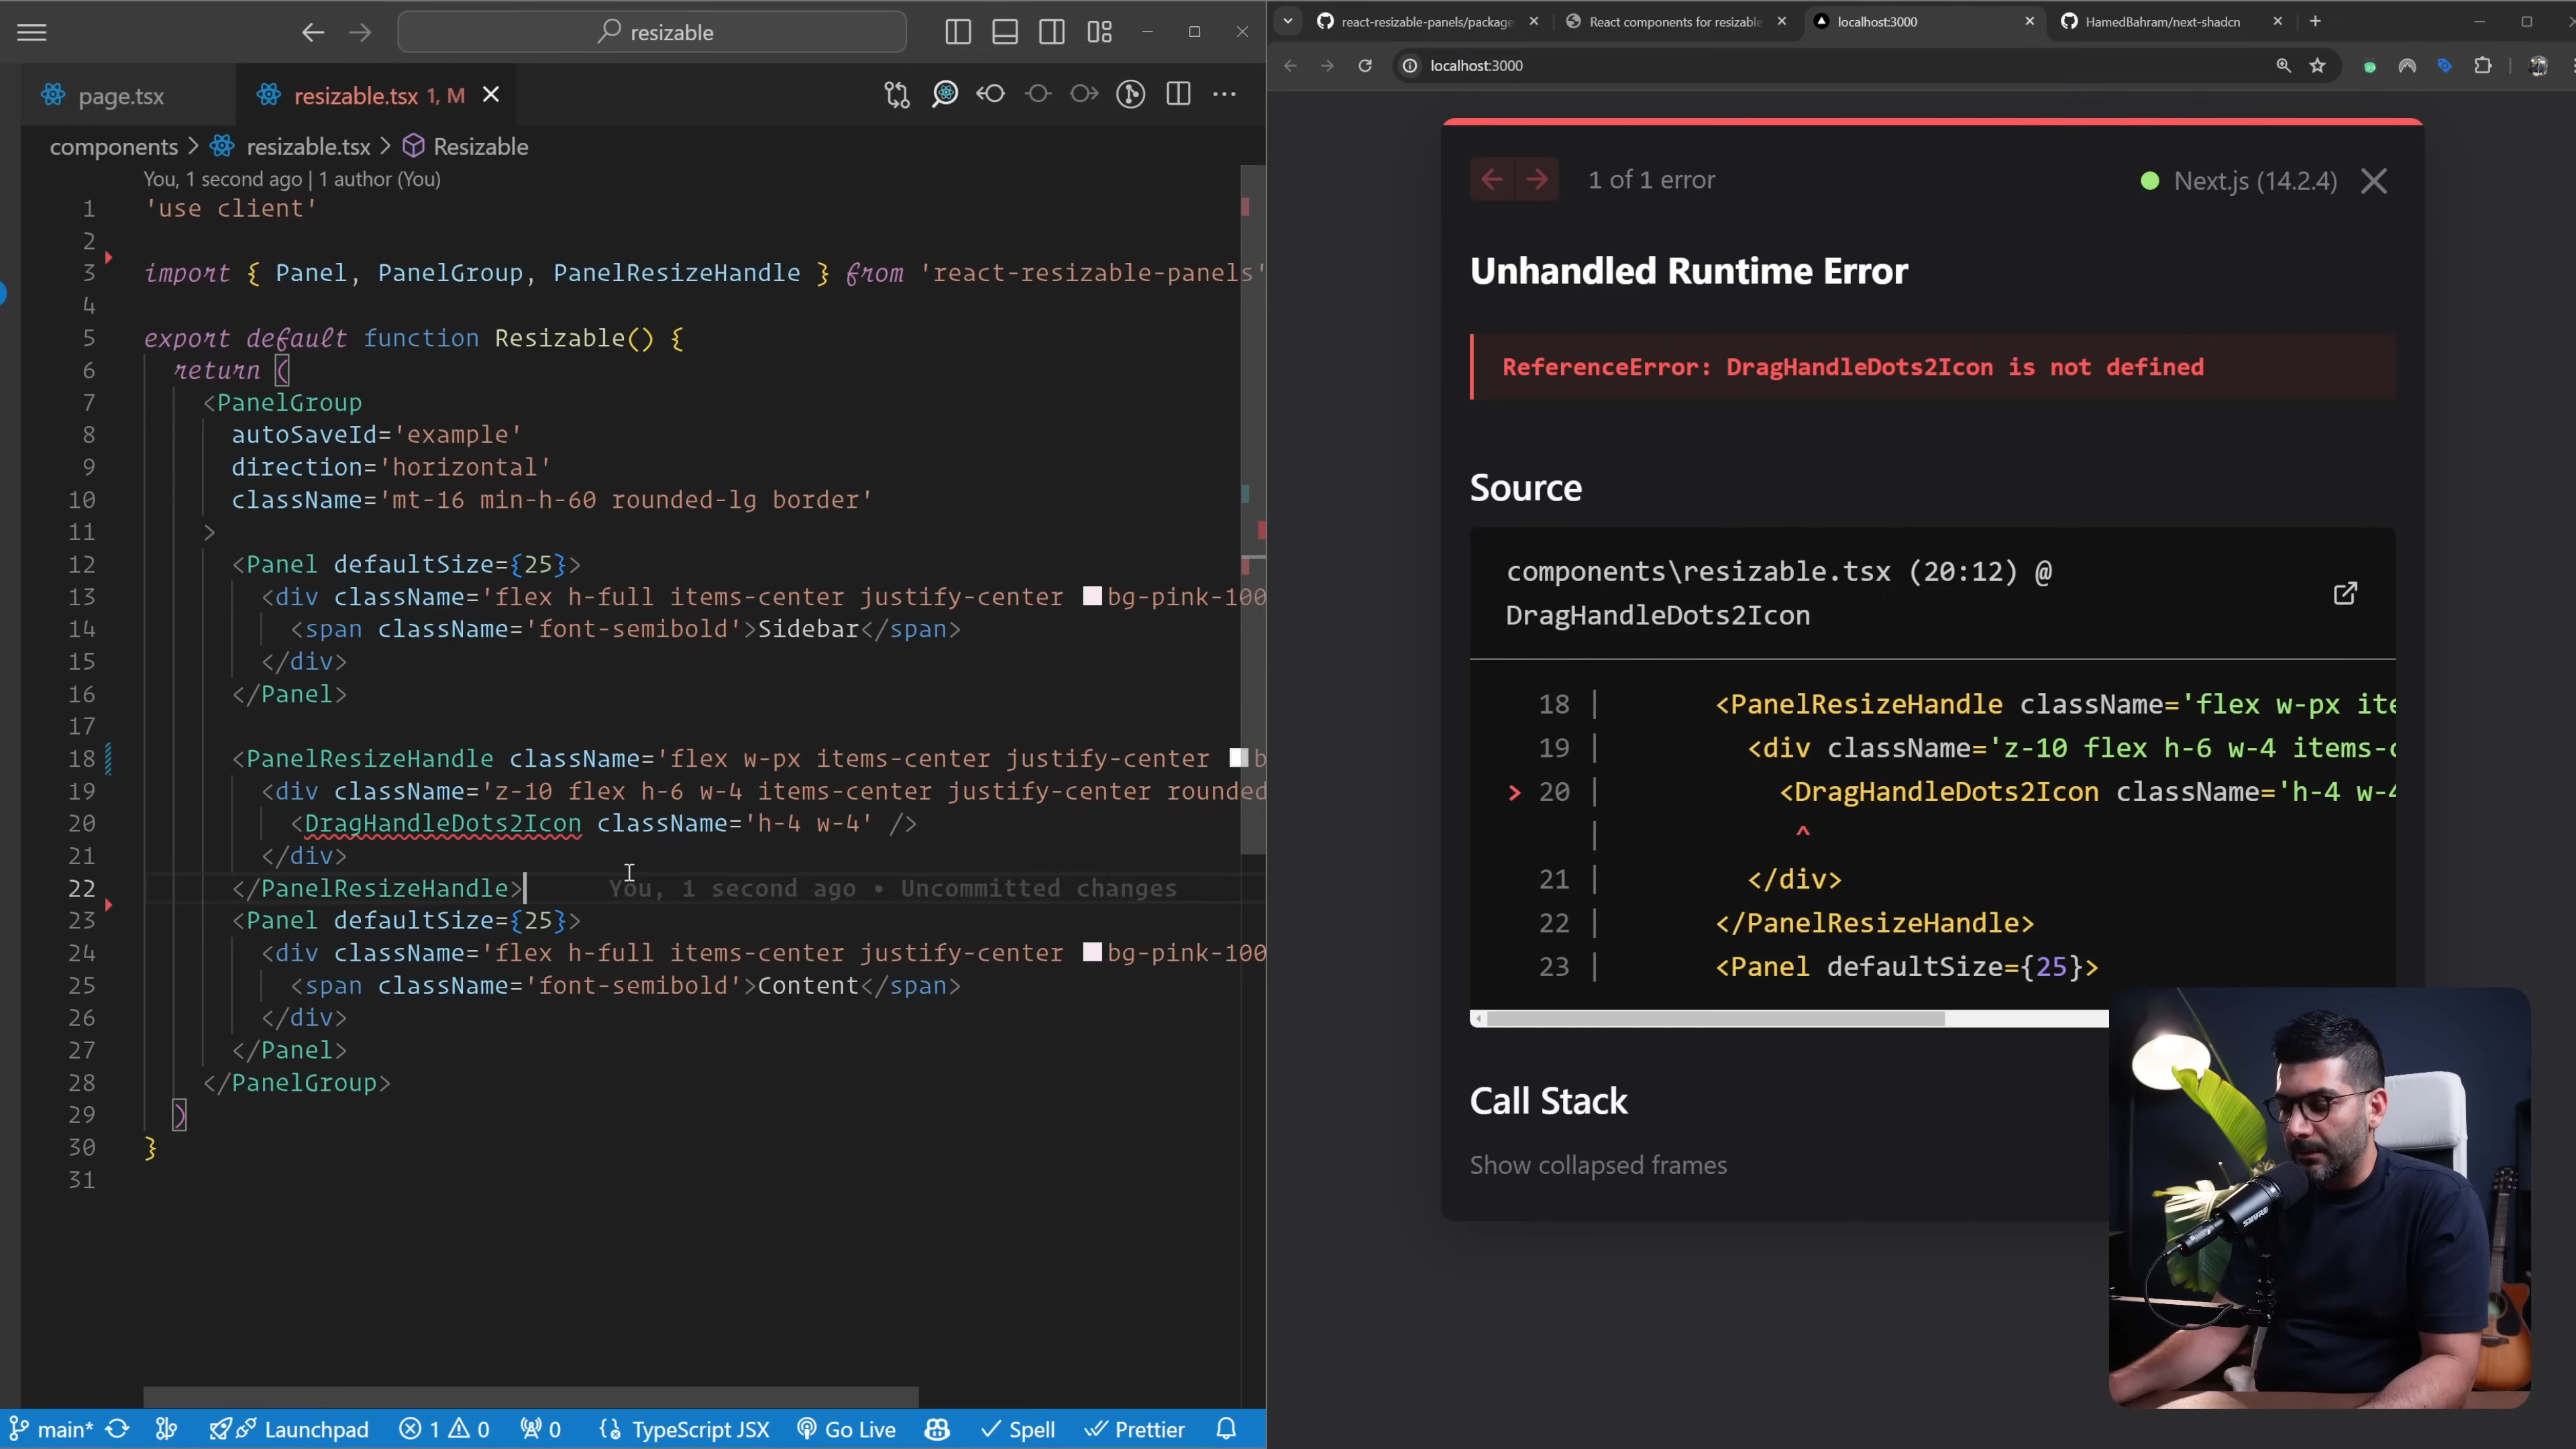 resizable
page.tsx
resizable.tsx 1, M
components > resizable.tsx > Resizable
You, 1 second ago | 1 author (You)
1 'use client'
2
3 import { Panel, PanelGroup, PanelResizeHandle } from 'react-resizable-panels'
4
5 export default function Resizable() {
6 return (
7 <PanelGroup
8 autoSaveId='example'
9 direction='horizontal'
10 className='mt-16 min-h-60 rounded-lg border'
11 >
12 <Panel defaultSize={25}>
13 <div className='flex h-full items-center justify-center bg-pink-100
14 <span className='font-semibold'>Sidebar</span>
15 </div>
16 </Panel>
17
18 <PanelResizeHandle className='flex w-px items-center justify-center b
19 <div className='z-10 flex h-6 w-4 items-center justify-center rounded
20 <DragHandleDots2Icon className='h-4 w-4' />
21 </div>
22 </PanelResizeHandle> You, 1 second ago • Uncommitted changes
23 <Panel defaultSize={25}>
24 <div className='flex h-full items-center justify-center bg-pink-100
25 <span className='font-semibold'>Content</span>
26 </div>
27 </Panel>
28 </PanelGroup>
29 )
30 }
31
main* Launchpad 1 0 0 TypeScript JSX Go Live Spell Prettier
react-resizable-panels/package
React components for resizable
localhost:3000
HamedBahram/next-shadcn
localhost:3000
1 of 1 error
Next.js (14.2.4)
Unhandled Runtime Error
ReferenceError: DragHandleDots2Icon is not defined
Source
components\resizable.tsx (20:12) @
DragHandleDots2Icon
18 | <PanelResizeHandle className='flex w-px ite
19 | <div className='z-10 flex h-6 w-4 items-c
> 20 | <DragHandleDots2Icon className='h-4 w-4
| ^
21 | </div>
22 | </PanelResizeHandle>
23 | <Panel defaultSize={25}>
Call Stack
Show collapsed frames
SHURE